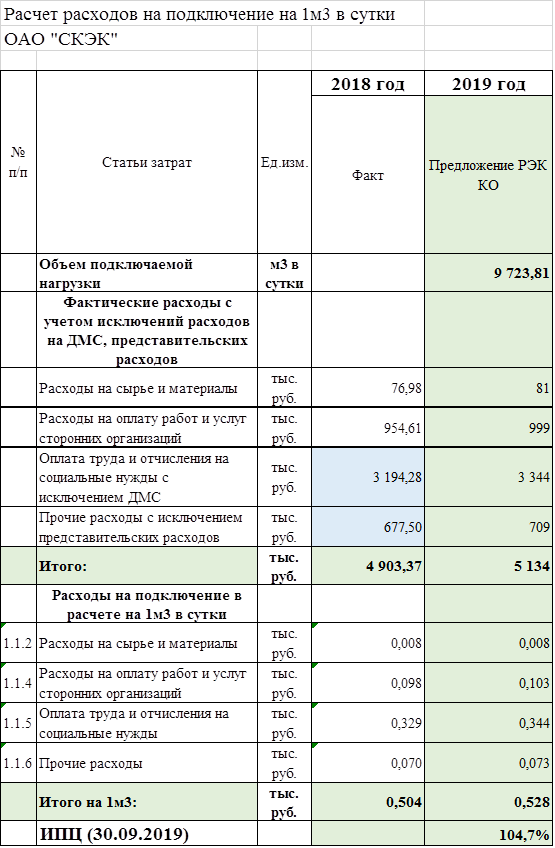 Расчет расходов на подключение на 1м3 в сутки
ОАО "СКЭК"
2018 год 2019 год
№ п/п Статьи затрат Ед.изм. Факт Предложение РЭК КО
Объем подключаемой нагрузки м3 в сутки 9 723,81
Фактические расходы с
учетом исключений расходов
на ДМС, представительских
расходов
Расходы на сырье и материалы тыс. руб. 76,98 81
Расходы на оплату работ и услуг сторонних организаций тыс. руб. 954,61 999
Оплата труда и отчисления на социальные нужды с исключением ДМС тыс. руб. 3 194,28 3 344
Прочие расходы с исключением представительских расходов тыс. руб. 677,50 709
Итого: тыс. руб. 4 903,37 5 134
Расходы на подключение в
расчете на 1м3 в сутки
1.1.2 Расходы на сырье и материалы тыс. руб. 0,008 0,008
1.1.4 Расходы на оплату работ и услуг сторонних организаций тыс. руб. 0,098 0,103
1.1.5 Оплата труда и отчисления на социальные нужды тыс. руб. 0,329 0,344
1.1.6 Прочие расходы тыс. руб. 0,070 0,073
Итого на 1м3: тыс. руб. 0,504 0,528
ИПЦ (30.09.2019) 104,7%